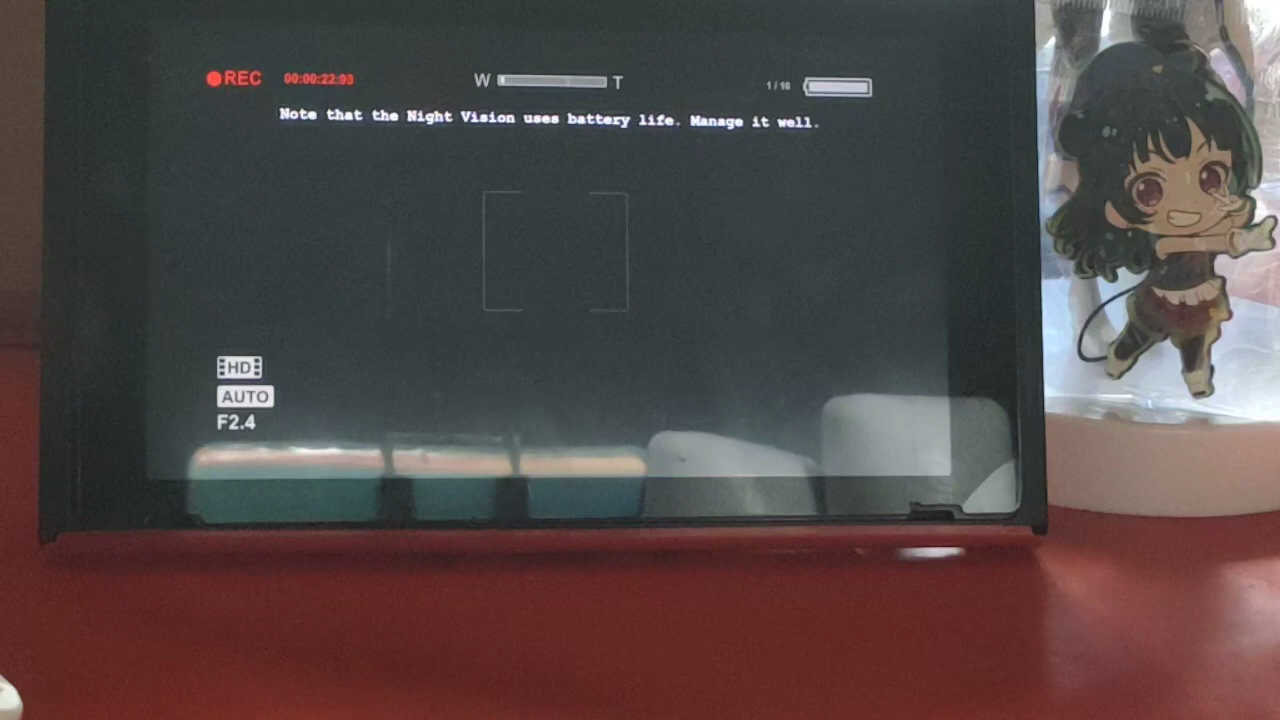 REC 00:00:22:93 W T 1/10
Note that the Night Vision uses battery life. Manage it well.
HD
AUTO
F2.4